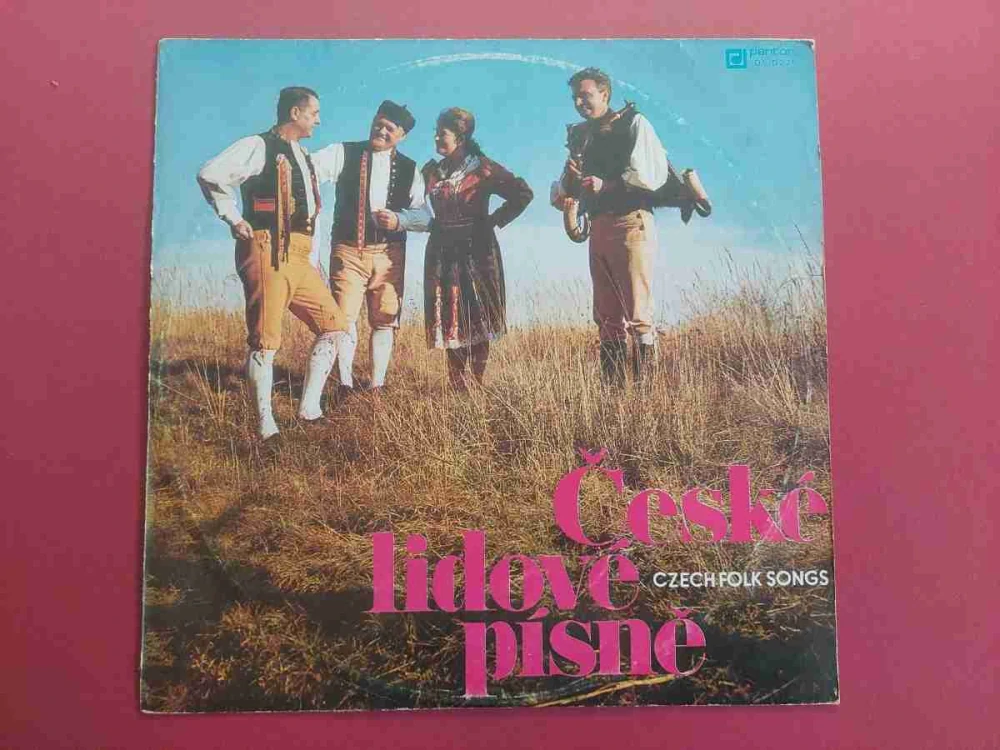 panton
České
lidové
CZECH FOLK SONGS
písně